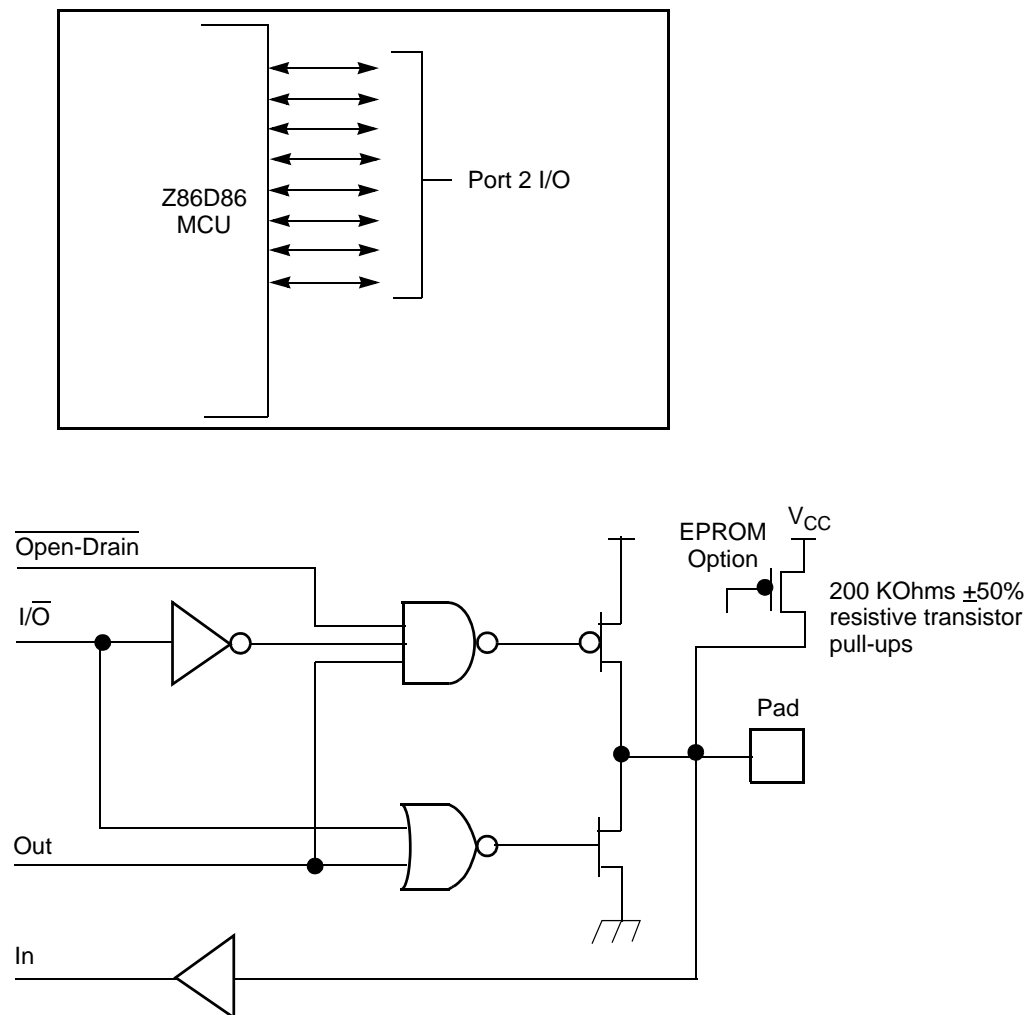 Z86D86
MCU
Port 2 I/O
Open-Drain
I/O
EPROM
Option
VCC
200 KOhms ±50%
resistive transistor
pull-ups
Pad
Out
In